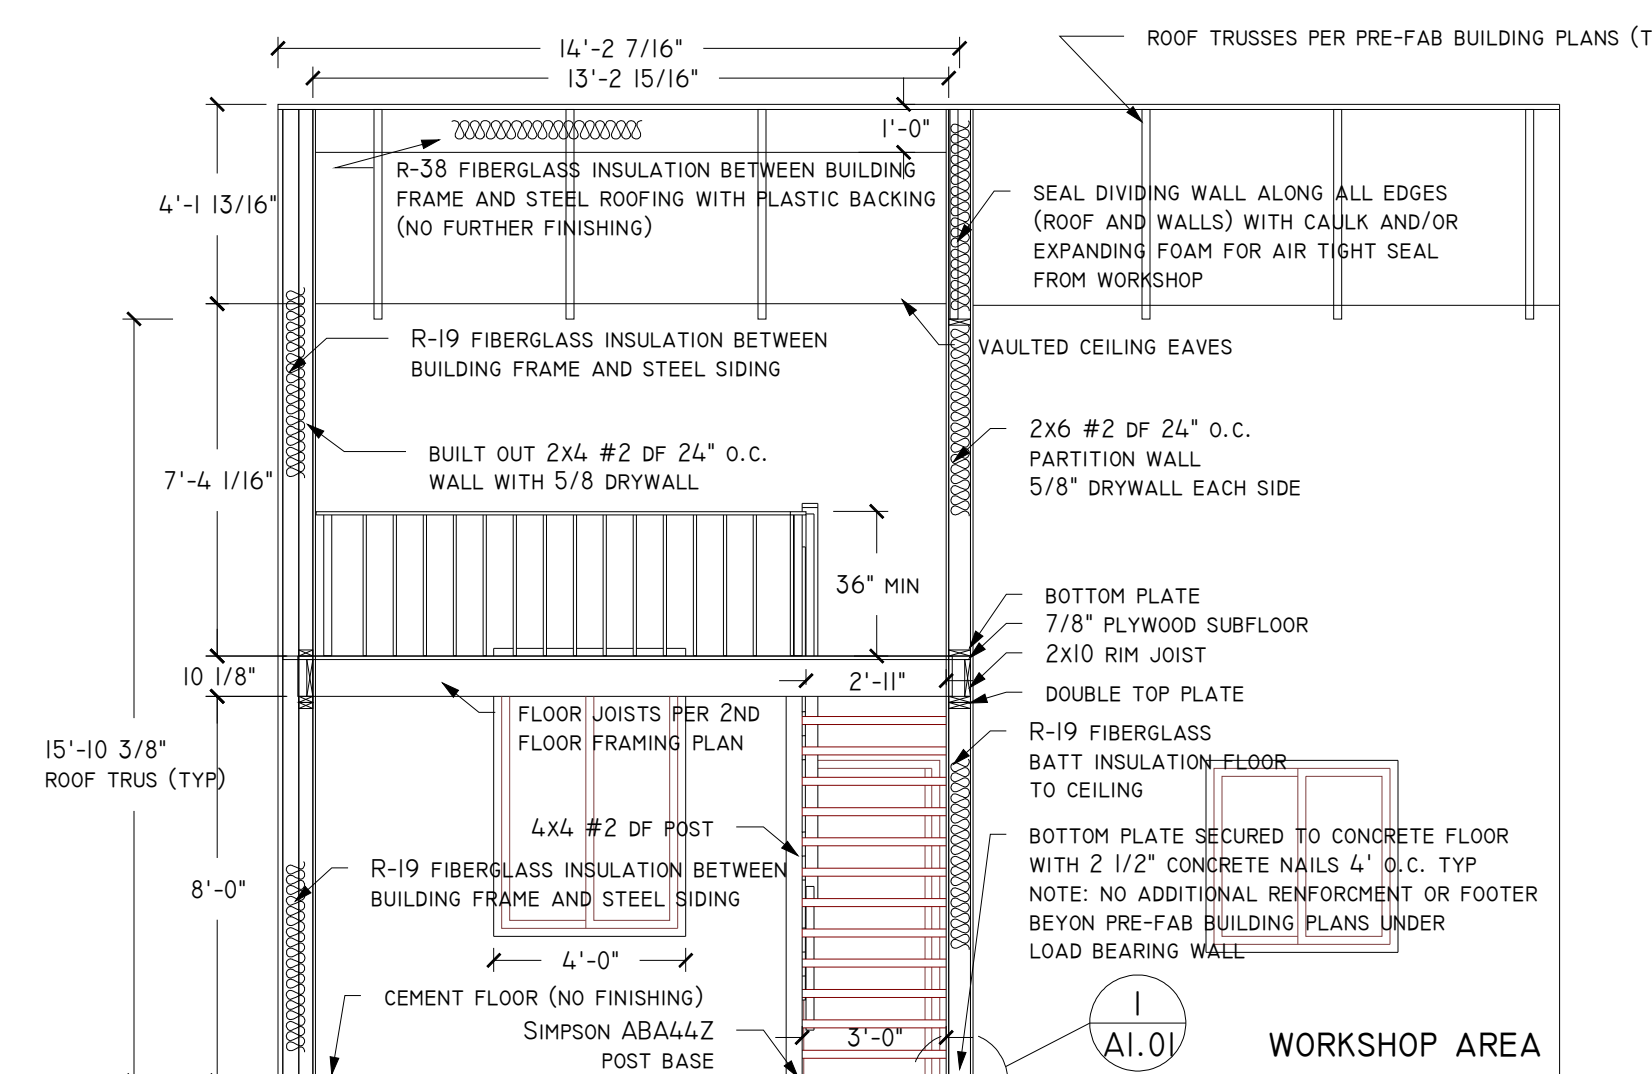 14'-2 7/16"
13'-2 15/16"
ROOF TRUSSES PER PRE-FAB BUILDING PLANS (T
1'-0"
R-38 FIBERGLASS INSULATION BETWEEN BUILDING
FRAME AND STEEL ROOFING WITH PLASTIC BACKING
(NO FURTHER FINISHING)
4'-1 13/16"
SEAL DIVIDING WALL ALONG ALL EDGES
(ROOF AND WALLS) WITH CAULK AND/OR
EXPANDING FOAM FOR AIR TIGHT SEAL
FROM WORKSHOP
R-19 FIBERGLASS INSULATION BETWEEN
BUILDING FRAME AND STEEL SIDING
VAULTED CEILING EAVES
BUILT OUT 2X4 #2 DF 24" O.C.
WALL WITH 5/8 DRYWALL
2X6 #2 DF 24" O.C.
PARTITION WALL
5/8" DRYWALL EACH SIDE
7'-4 1/16"
36" MIN
BOTTOM PLATE
7/8" PLYWOOD SUBFLOOR
2X10 RIM JOIST
DOUBLE TOP PLATE
10 1/8"
2'-11"
FLOOR JOISTS PER 2ND
FLOOR FRAMING PLAN
R-19 FIBERGLASS
BATT INSULATION FLOOR
TO CEILING
15'-10 3/8"
ROOF TRUS (TYP)
4X4 #2 DF POST
BOTTOM PLATE SECURED TO CONCRETE FLOOR
WITH 2 1/2" CONCRETE NAILS 4' O.C. TYP
NOTE: NO ADDITIONAL RENFORCMENT OR FOOTER
BEYON PRE-FAB BUILDING PLANS UNDER
LOAD BEARING WALL
R-19 FIBERGLASS INSULATION BETWEEN
BUILDING FRAME AND STEEL SIDING
8'-0"
4'-0"
CEMENT FLOOR (NO FINISHING)
SIMPSON ABA44Z
POST BASE
3'-0"
1
A1.01
WORKSHOP AREA